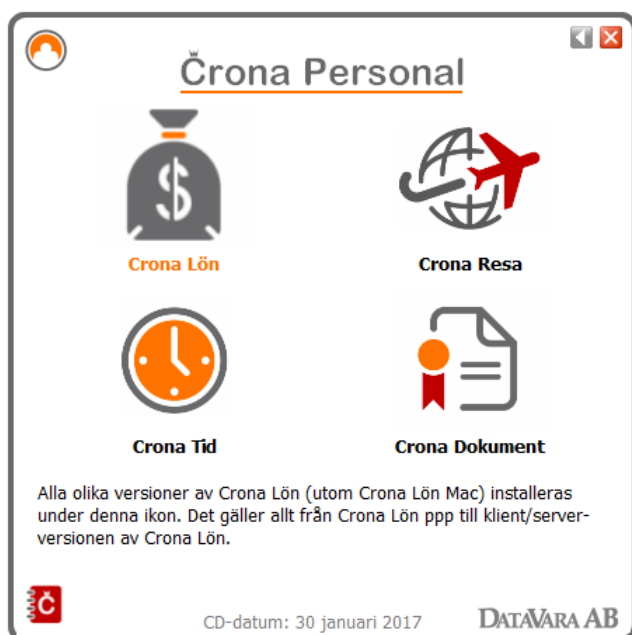 Črona Personal
$
Crona Lön
Crona Resa
Crona Tid
Crona Dokument
Alla olika versioner av Crona Lön (utom Crona Lön Mac) installeras
under denna ikon. Det gäller allt från Crona Lön ppp till klient/server-
versionen av Crona Lön.
Č
CD-datum: 30 januari 2017
DATAVARA AB